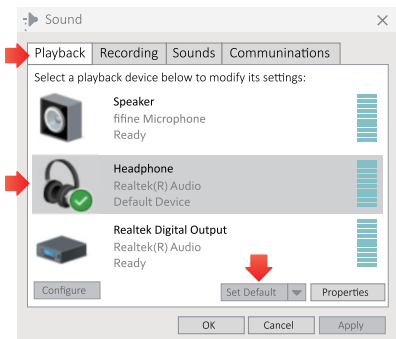 Sound
Playback Recording Sounds Communinations
Select a playback device below to modify its settings:
Speaker
fifine Microphone
Ready
Headphone
Realtek(R) Audio
Default Device
Realtek Digital Output
Realtek(R) Audio
Ready
Configure Set Default Properties
OK Cancel Apply